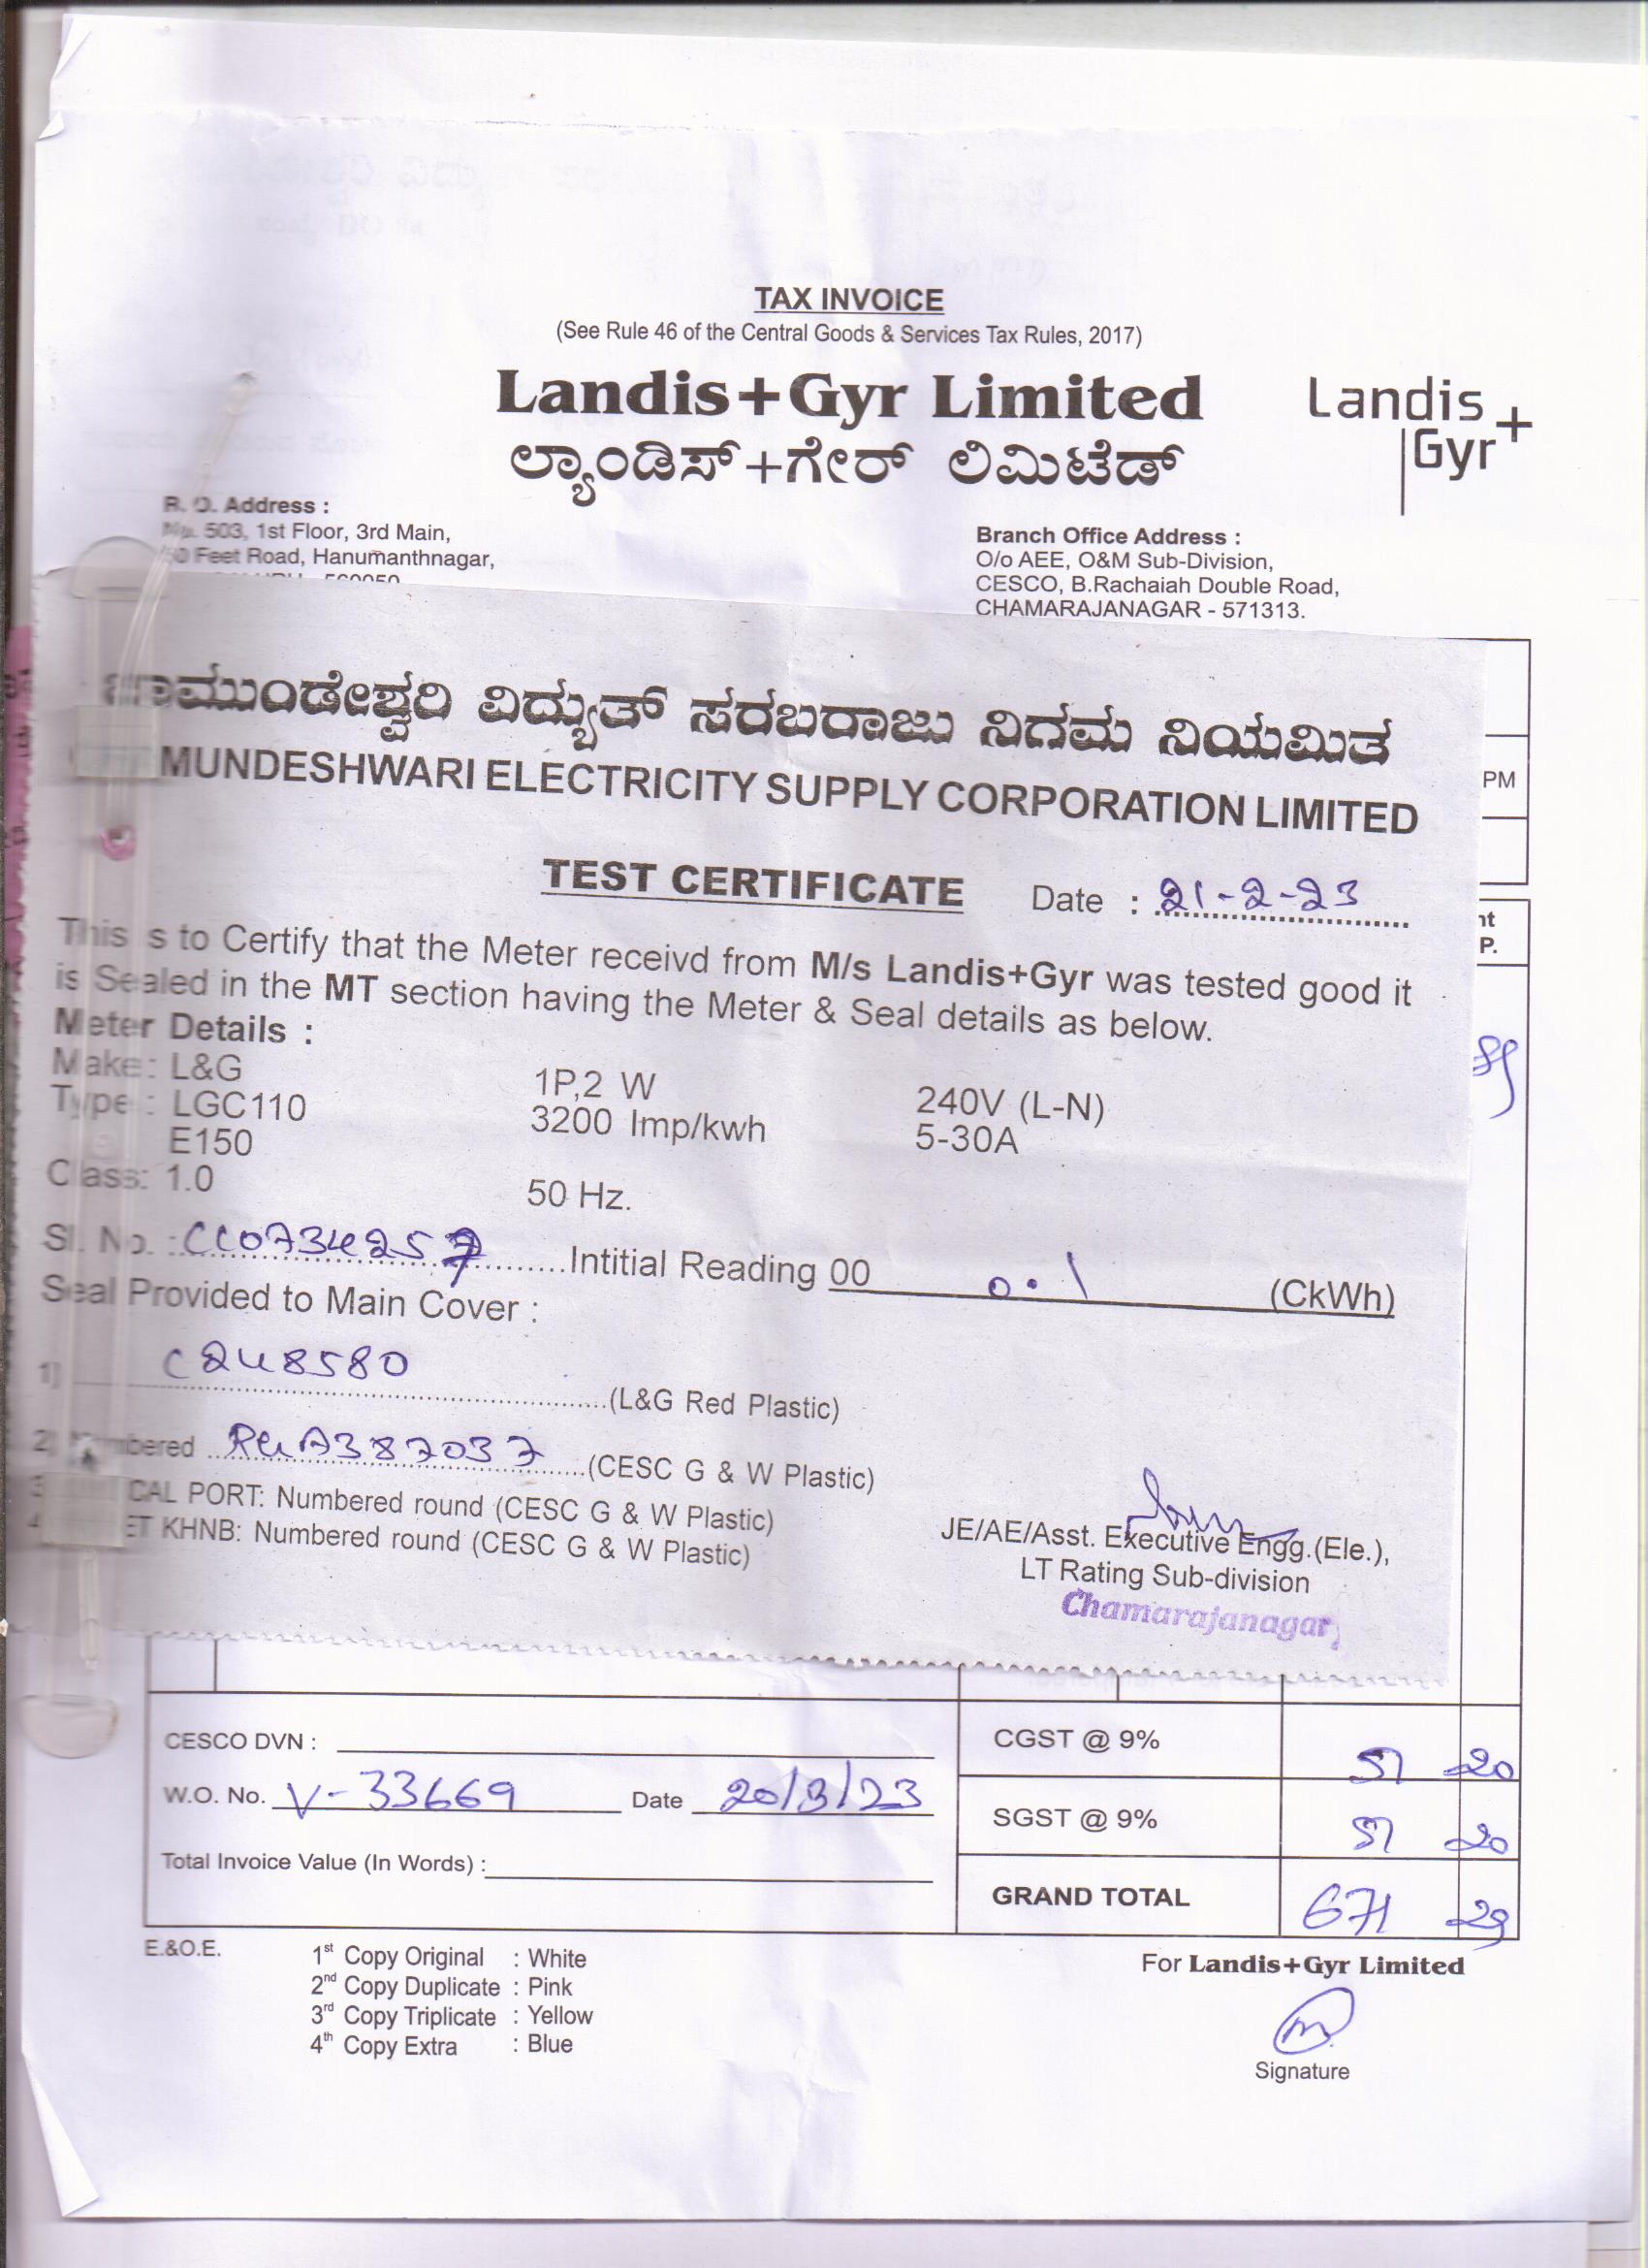 TAX INVOICE
(See Rule 46 of the Central Goods & Services Tax Rules, 2017)
Landis+Gyr Limited
ಲ್ಯಾಂಡಿಸ್+ಗೇರ್ ಲಿಮಿಟೆಡ್
Landis+
Gyr
R. O. Address :
No. 503, 1st Floor, 3rd Main,
Feet Road, Hanumanthnagar,
560050
Branch Office Address :
O/o AEE, O&M Sub-Division,
CESCO, B.Rachaiah Double Road,
CHAMARAJANAGAR - 571313.
ಚಾಮುಂಡೇಶ್ವರಿ ವಿದ್ಯುತ್ ಸರಬರಾಜು ನಿಗಮ ನಿಯಮಿತ
MUNDESHWARI ELECTRICITY SUPPLY CORPORATION LIMITED
PM
TEST CERTIFICATE Date : 21-2-23
nt
P.
This is to Certify that the Meter receivd from M/s Landis+Gyr was tested good it
is Sealed in the MT section having the Meter & Seal details as below.
Meter Details :
Make : L&G 1P,2 W 240V (L-N)
Type : LGC110 3200 Imp/kwh 5-30A
E150
Class: 1.0 50 Hz.
Sl. No. : CC0734257 Intitial Reading 00 0.1 (CkWh)
Seal Provided to Main Cover :
1) C248580 (L&G Red Plastic)
2) Numbered 387037 (CESC G & W Plastic)
3 CAL PORT: Numbered round (CESC G & W Plastic)
4 ET KHNB: Numbered round (CESC G & W Plastic)
JE/AE/Asst. Executive Engg.(Ele.),
LT Rating Sub-division
Chamarajanagar
CESCO DVN :
W.O. No. V-33669 Date 20/3/23
Total Invoice Value (In Words) :
CGST @ 9% 51 20
SGST @ 9% 51 20
GRAND TOTAL 671 29
E.&O.E.
1st Copy Original : White
2nd Copy Duplicate : Pink
3rd Copy Triplicate : Yellow
4th Copy Extra : Blue
For Landis+Gyr Limited
Signature